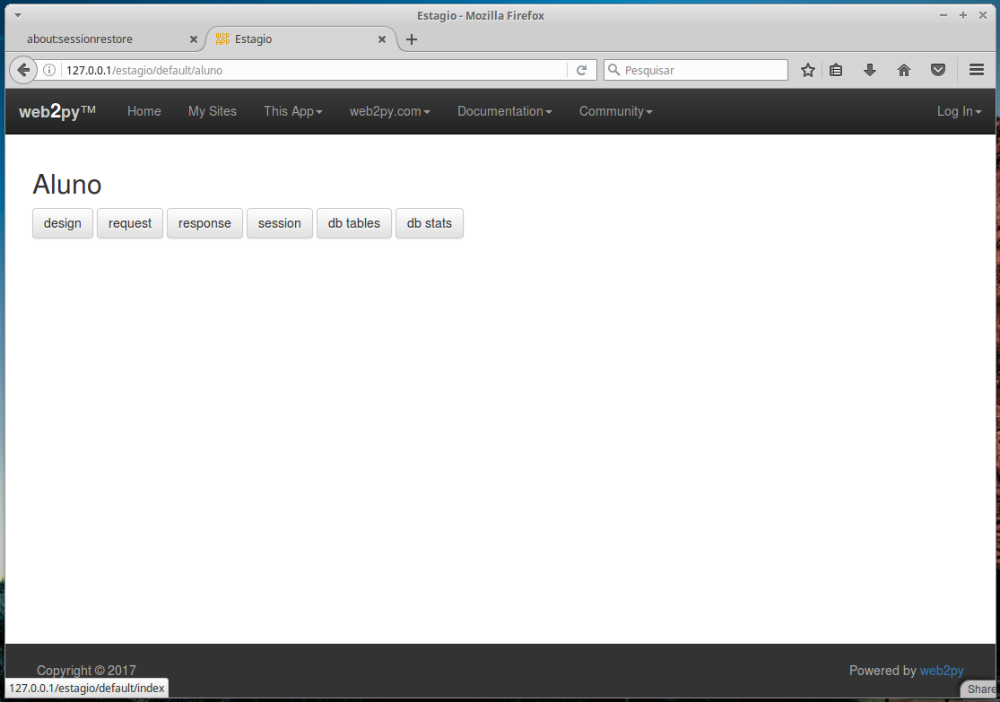 Estagio - Mozilla Firefox
about:sessionrestore
Estagio
127.0.0.1/estagio/default/aluno
Pesquisar
web2py™ Home My Sites This App web2py.com Documentation Community Log In
Aluno
design request response session db tables db stats
Copyright © 2017
Powered by web2py
127.0.0.1/estagio/default/index
Share